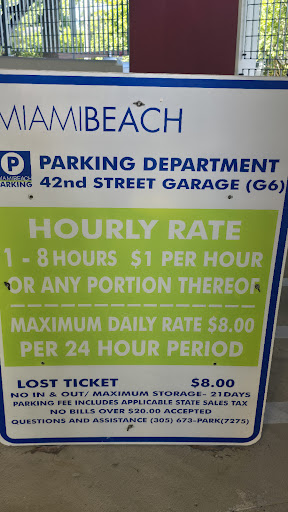 MIAMIBEACH
P
MIAMIBEACH
PARKING
PARKING DEPARTMENT
42nd STREET GARAGE (G6)
HOURLY RATE
1 - 8 HOURS $1 PER HOUR
OR ANY PORTION THEREOF
MAXIMUM DAILY RATE $8.00
PER 24 HOUR PERIOD
LOST TICKET $8.00
NO IN & OUT/ MAXIMUM STORAGE- 21DAYS
PARKING FEE INCLUDES APPLICABLE STATE SALES TAX
NO BILLS OVER $20.00 ACCEPTED
QUESTIONS AND ASSISTANCE (305) 673-PARK(7275)